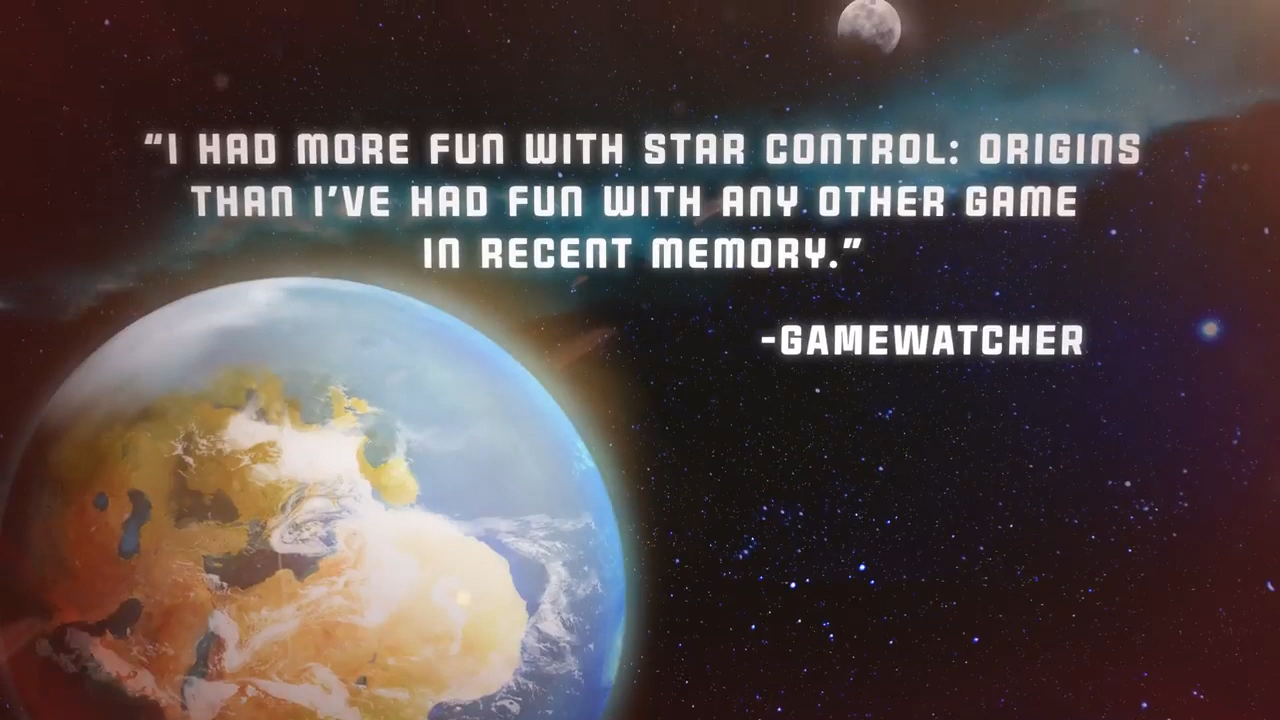 “I HAD MORE FUN WITH STAR CONTROL: ORIGINS
THAN I’VE HAD FUN WITH ANY OTHER GAME
IN RECENT MEMORY.”
-GAMEWATCHER